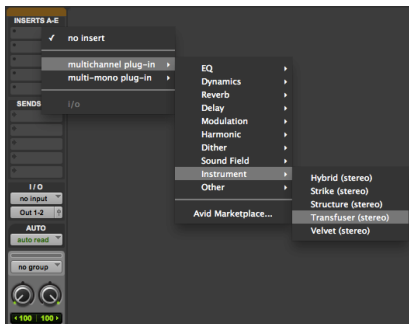 INSERTS A-E
✓ no insert
multichannel plug-in
multi-mono plug-in
i/o
EQ
Dynamics
Reverb
Delay
Modulation
Harmonic
Dither
Sound Field
Instrument
Other
Avid Marketplace...
Hybrid (stereo)
Strike (stereo)
Structure (stereo)
Transfuser (stereo)
Velvet (stereo)
SENDS
I / O
no input
Out 1-2
AUTO
auto read
no group
100 100